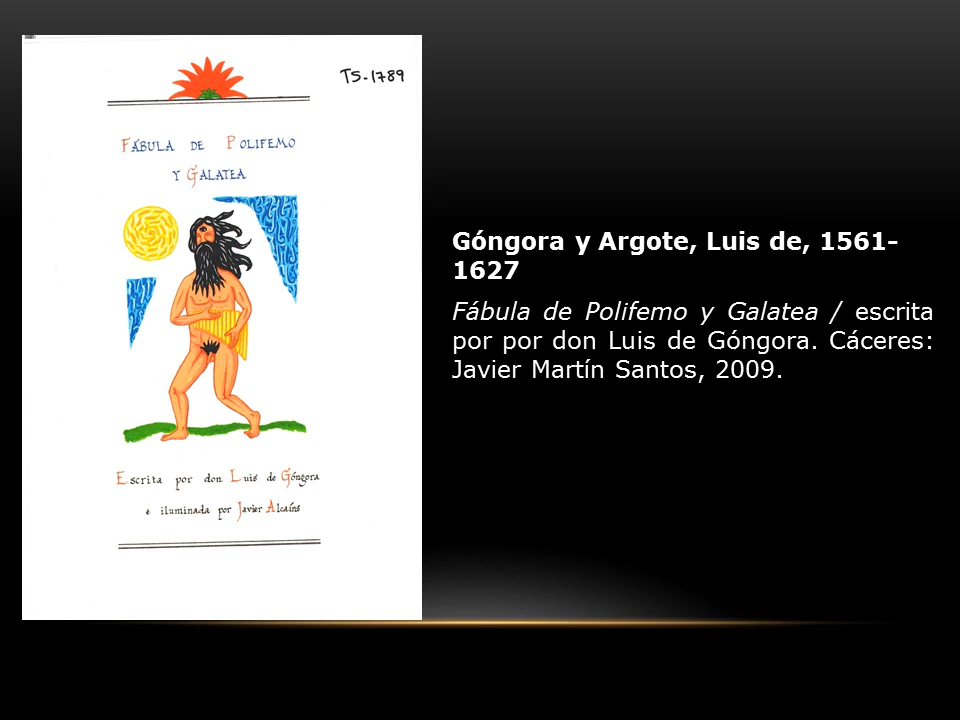 TS-1789
FÁBULA DE POLIFEMO
Y GALATEA
Escrita por don Luis de Góngora
e iluminada por Javier Alcaíns
Góngora y Argote, Luis de, 1561-
1627
Fábula de Polifemo y Galatea / escrita
por por don Luis de Góngora. Cáceres:
Javier Martín Santos, 2009.